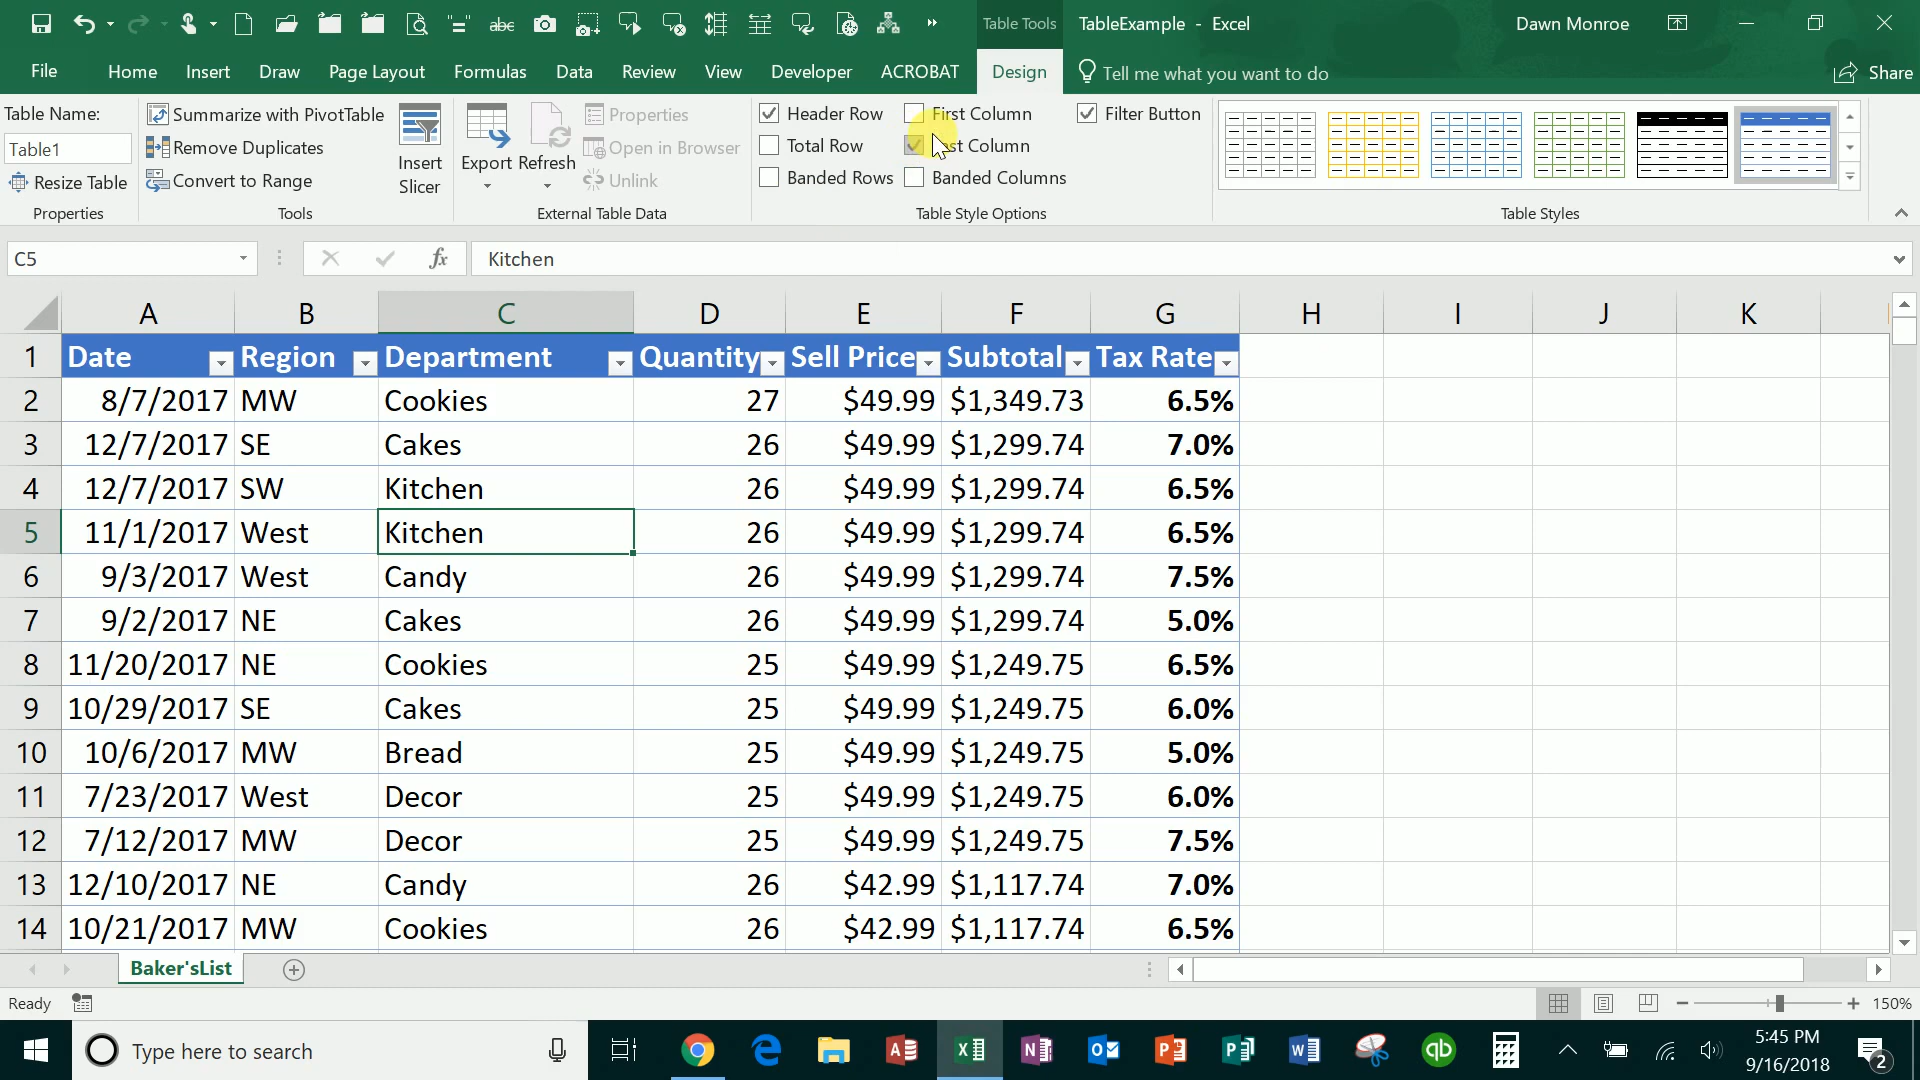 abc
Table Tools
TableExample - Excel
Dawn Monroe
File
Home
Insert
Draw
Page Layout
Formulas
Data
Review
View
Developer
ACROBAT
Design
Tell me what you want to do
Share
Table Name:
Table1
Resize Table
Properties
Summarize with PivotTable
Remove Duplicates
Convert to Range
Tools
Insert
Slicer
Export
Refresh
Properties
Open in Browser
Unlink
External Table Data
Header Row
Total Row
Banded Rows
First Column
Column
Banded Columns
Filter Button
Table Style Options
Table Styles
C5
fx
Kitchen
A B C D E F G H I J K
1 Date Region Department Quantity Sell Price Subtotal Tax Rate
2 8/7/2017 MW Cookies 27 $49.99 $1,349.73 6.5%
3 12/7/2017 SE Cakes 26 $49.99 $1,299.74 7.0%
4 12/7/2017 SW Kitchen 26 $49.99 $1,299.74 6.5%
5 11/1/2017 West Kitchen 26 $49.99 $1,299.74 6.5%
6 9/3/2017 West Candy 26 $49.99 $1,299.74 7.5%
7 9/2/2017 NE Cakes 26 $49.99 $1,299.74 5.0%
8 11/20/2017 NE Cookies 25 $49.99 $1,249.75 6.5%
9 10/29/2017 SE Cakes 25 $49.99 $1,249.75 6.0%
10 10/6/2017 MW Bread 25 $49.99 $1,249.75 5.0%
11 7/23/2017 West Decor 25 $49.99 $1,249.75 6.0%
12 7/12/2017 MW Decor 25 $49.99 $1,249.75 7.5%
13 12/10/2017 NE Candy 26 $42.99 $1,117.74 7.0%
14 10/21/2017 MW Cookies 26 $42.99 $1,117.74 6.5%
Baker'sList
Ready
150%
Type here to search
5:45 PM
9/16/2018
2